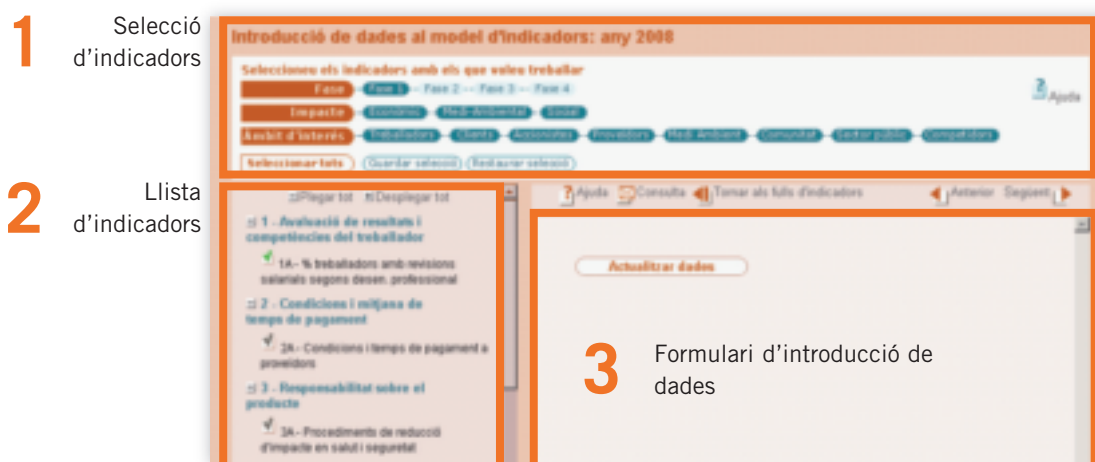 1
Selecció
d'indicadors
Introducció de dades al model d'indicadors: any 2008
Seleccioneu els indicadors amb els que voleu treballar
Fase Fase 1 Fase 2 Fase 3 Fase 4
Ajuda
Impacte Econòmic Medi-Ambiental Social
Àmbit d'interés Treballadors Clients Accionistes Proveïdors Medi Ambient Comunitat Sector públic Competidors
Seleccionar tots Guardar selecció Restaurar selecció
2
Llista
d'indicadors
Plegar tot Desplegar tot
1 - Avaluació de resultats i
competències del treballador
1A - % treballadors amb revisions
salarials segons desen. professional
2 - Condicions i mitjana de
temps de pagament
2A - Condicions i temps de pagament a
proveïdors
3 - Responsabilitat sobre el
producte
3A - Procediments de reducció
d'impacte en salut i seguretat
Ajuda Consulta Tornar als fulls d'indicadors Anterior Següent
Actualitzar dades
3
Formulari d'introducció de
dades